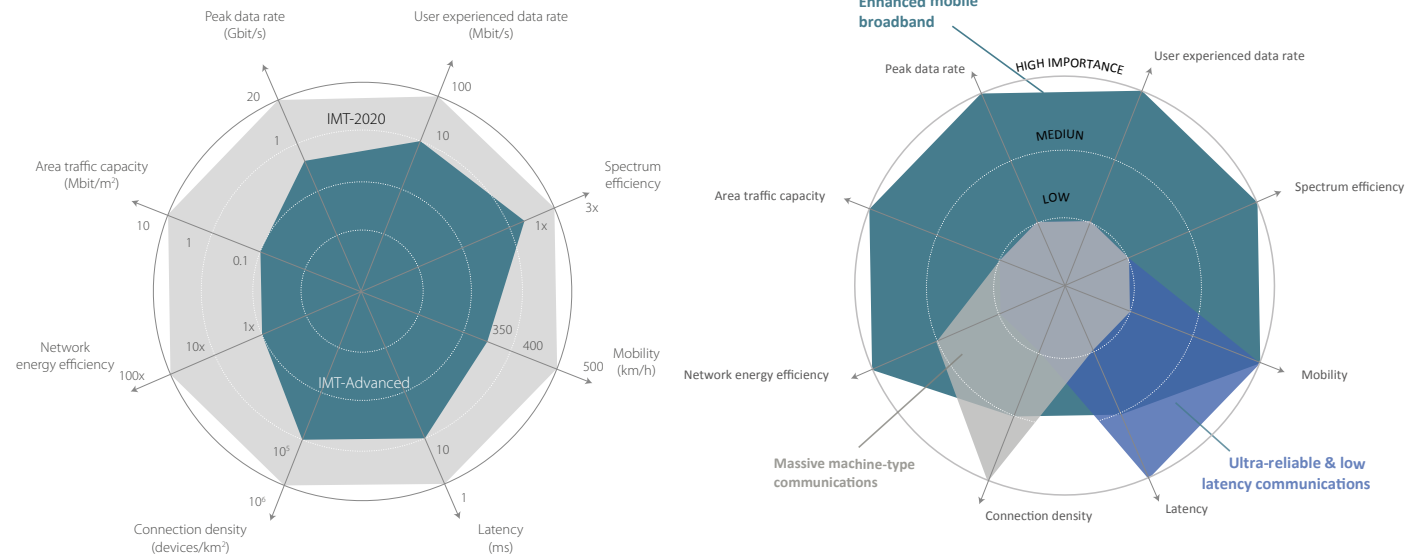 Peak data rate
(Gbit/s)
User experienced data rate
(Mbit/s)
20
100
IMT-2020
1
10
Area traffic capacity
(Mbit/m²)
Spectrum
efficiency
3x
10
1
0.1
1x
Network
energy efficiency
1x
10x
100x
350
400
500
Mobility
(km/h)
IMT-Advanced
10⁵
10
10⁶
1
Connection density
(devices/km²)
Latency
(ms)
Enhanced mobile
broadband
HIGH IMPORTANCE
Peak data rate
User experienced data rate
MEDIUN
Area traffic capacity
LOW
Spectrum efficiency
Network energy efficiency
Mobility
Massive machine-type
communications
Ultra-reliable & low
latency communications
Connection density
Latency